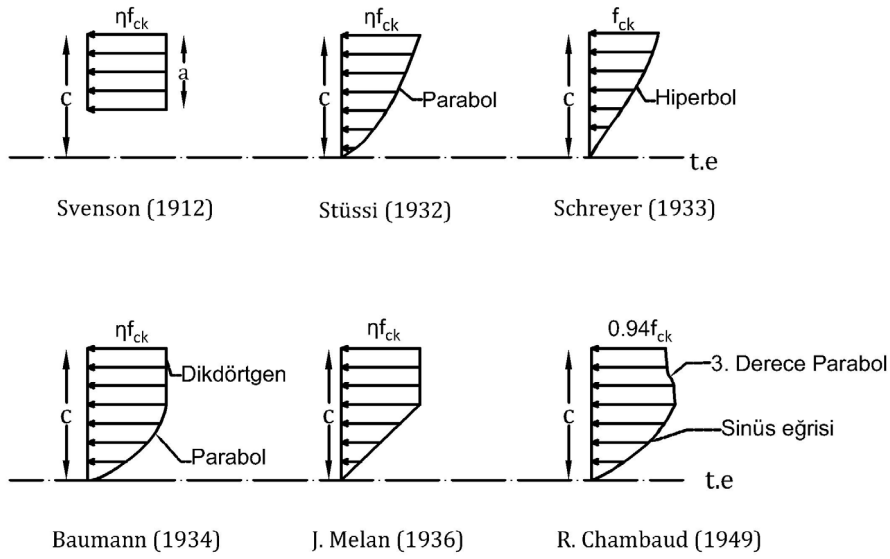 ηfck
a
c
Svenson (1912)
ηfck
c
Parabol
Stüssi (1932)
fck
c
Hiperbol
t.e
Schreyer (1933)
ηfck
c
Dikdörtgen
Parabol
Baumann (1934)
ηfck
c
J. Melan (1936)
0.94fck
c
3. Derece Parabol
Sinüs eğrisi
t.e
R. Chambaud (1949)